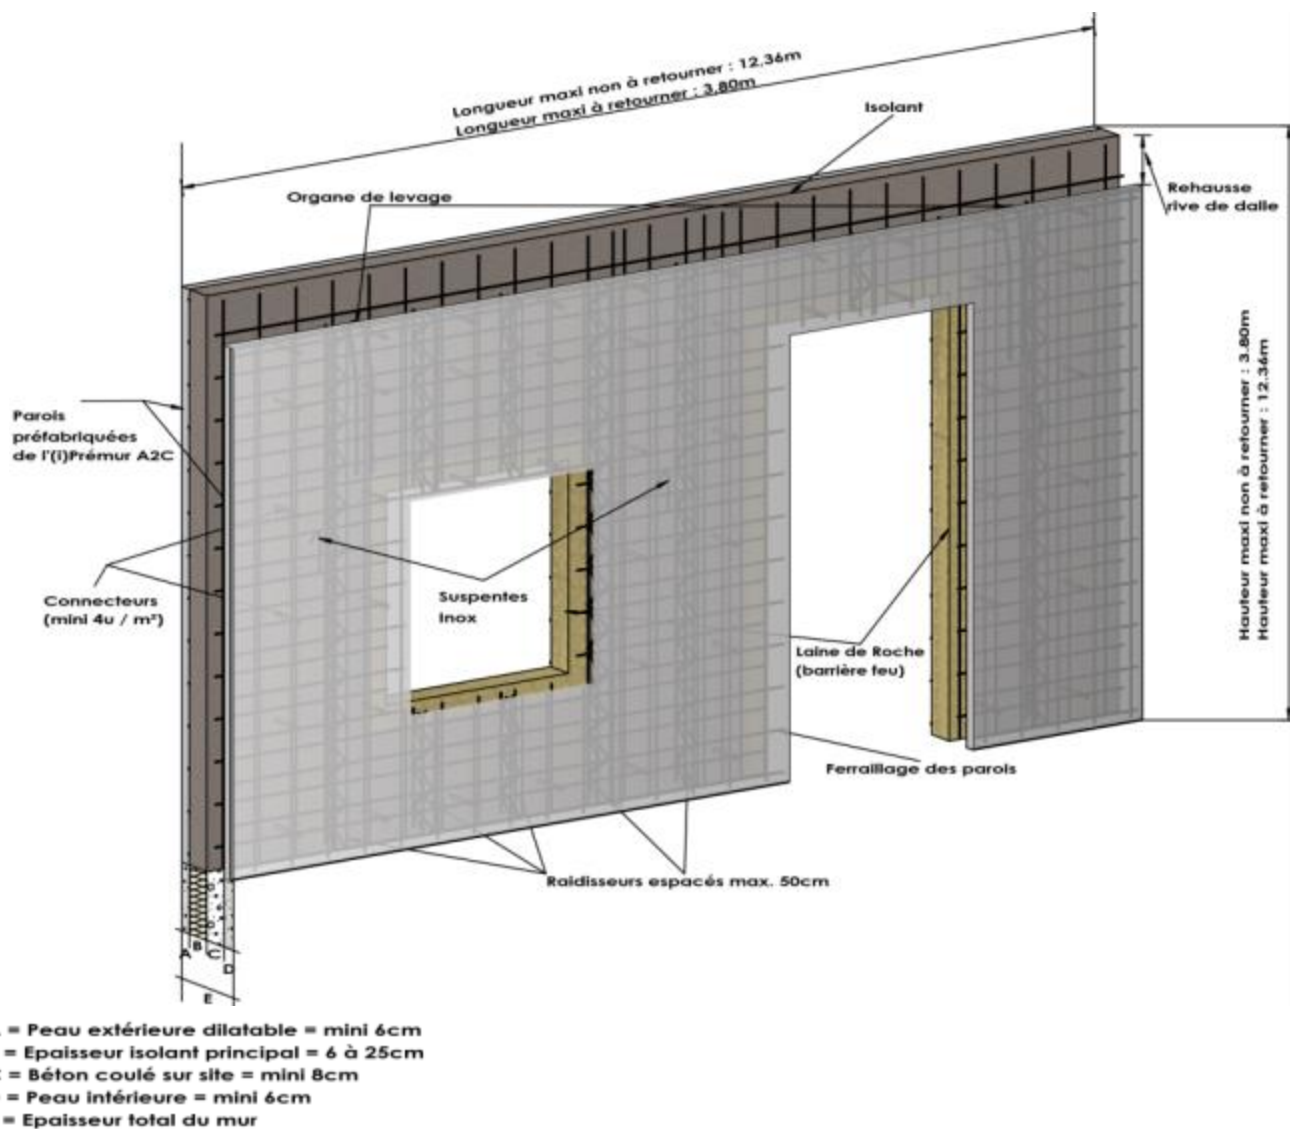 Longueur maxi non à retourner : 12,36m
Longueur maxi à retourner : 3,80m
Isolant
Organe de levage
Rehausse
rive de dalle
Hauteur maxi non à retourner : 3.80m
Hauteur maxi à retourner : 12.36m
Parois
préfabriquées
de l'(i)Prémur A2C
Connecteurs
(mini 4u / m²)
Suspentes
Inox
Laine de Roche
(barrière feu)
Ferraillage des parois
Raidisseurs espacés max. 50cm
A
B
C
D
E
= Peau extérieure dilatable = mini 6cm
= Epaisseur isolant principal = 6 à 25cm
= Béton coulé sur site = mini 8cm
= Peau intérieure = mini 6cm
= Epaisseur total du mur